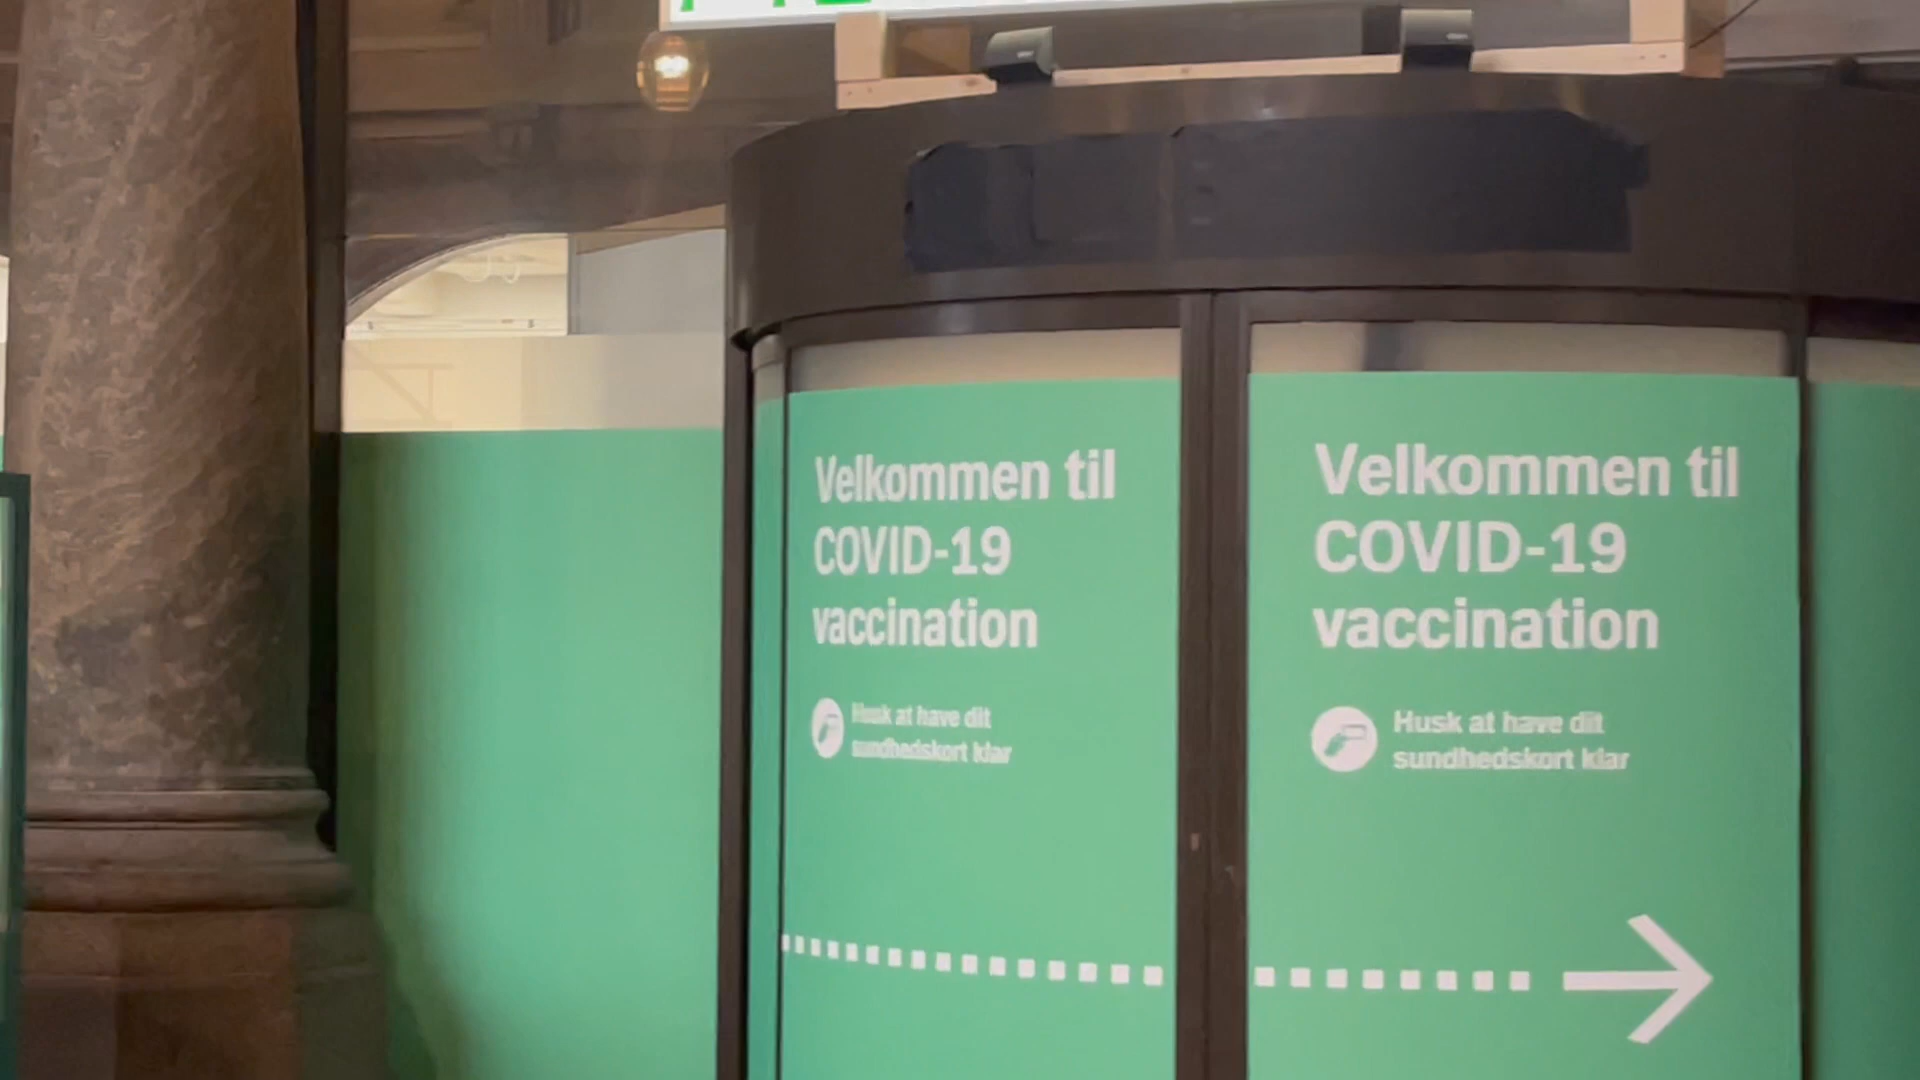 Velkommen til
COVID-19
vaccination
Husk at have dit
sundhedskort klar
Velkommen til
COVID-19
vaccination
Husk at have dit
sundhedskort klar